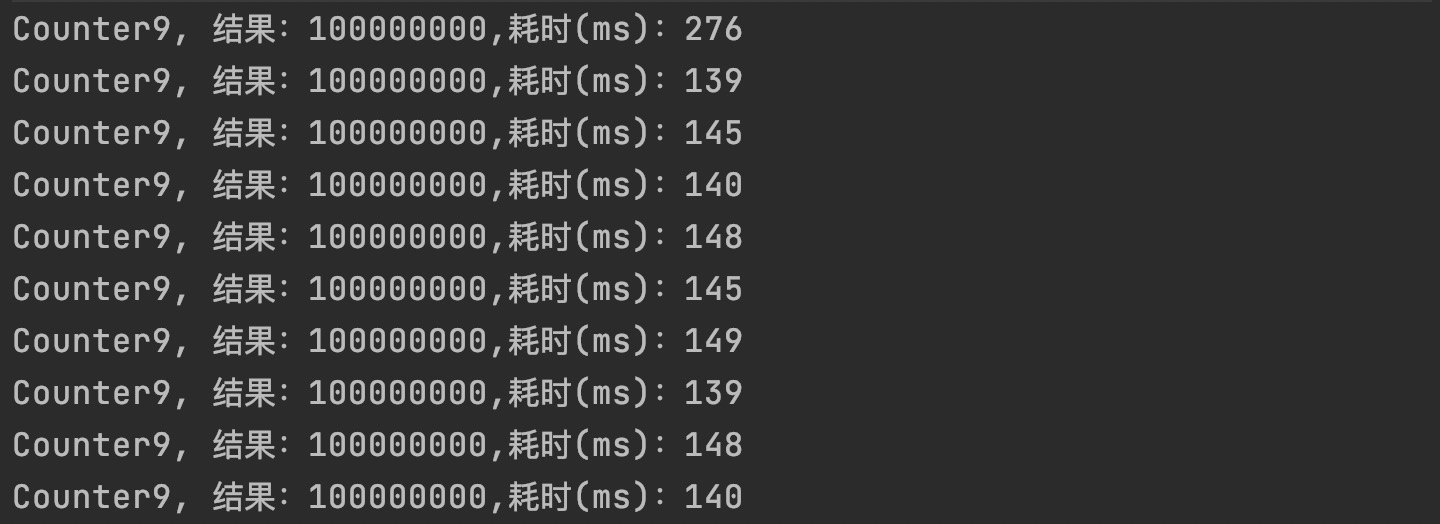 Counter9, 结果：100000000,耗时(ms)：276
Counter9, 结果：100000000,耗时(ms)：139
Counter9, 结果：100000000,耗时(ms)：145
Counter9, 结果：100000000,耗时(ms)：140
Counter9, 结果：100000000,耗时(ms)：148
Counter9, 结果：100000000,耗时(ms)：145
Counter9, 结果：100000000,耗时(ms)：149
Counter9, 结果：100000000,耗时(ms)：139
Counter9, 结果：100000000,耗时(ms)：148
Counter9, 结果：100000000,耗时(ms)：140